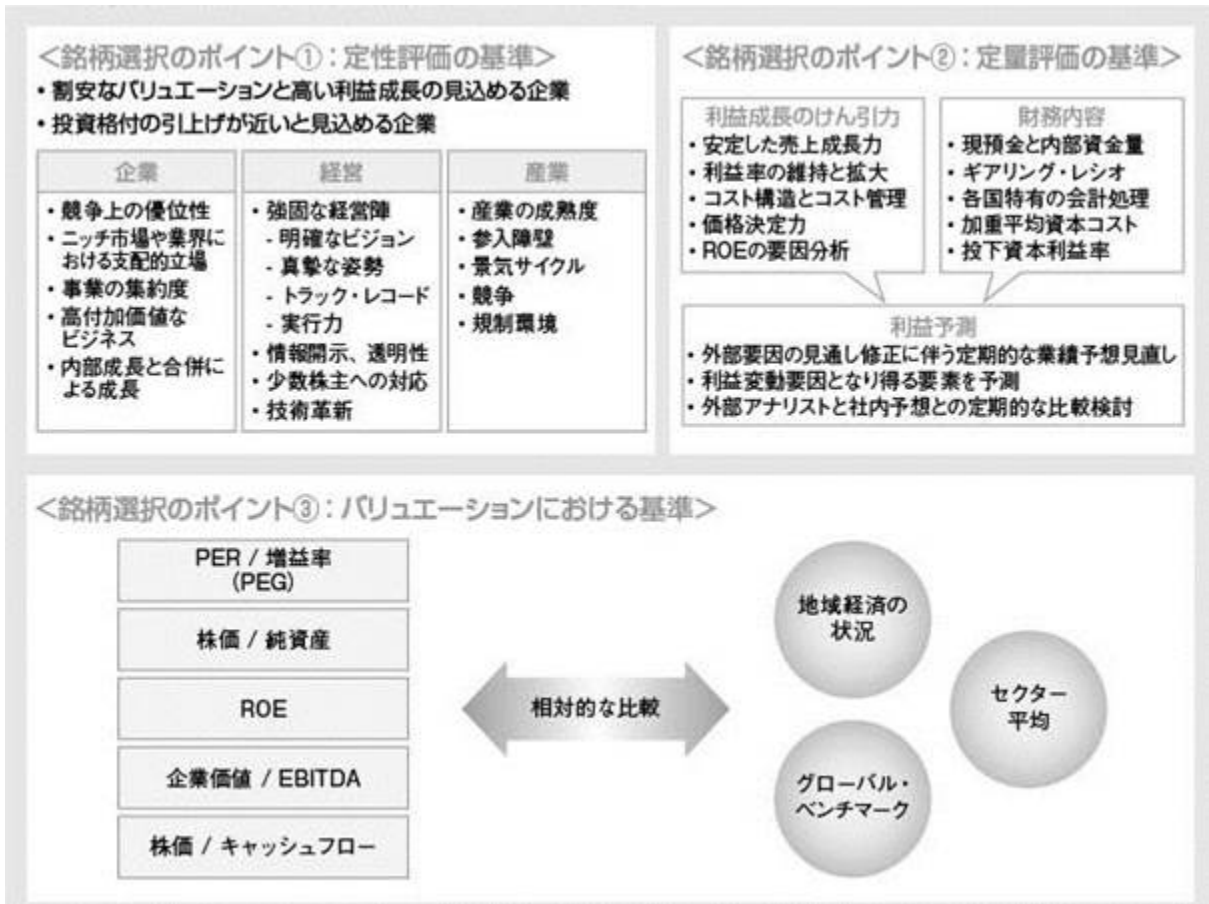 ＜銘柄選択のポイント①：定性評価の基準＞
・割安なバリュエーションと高い利益成長の見込める企業
・投資格付の引上げが近いと見込める企業
企業
・競争上の優位性
・ニッチ市場や業界に
おける支配的立場
・事業の集約度
・高付加価値な
ビジネス
・内部成長と合併に
よる成長
経営
・強固な経営陣
- 明確なビジョン
- 真摯な姿勢
- トラック・レコード
- 実行力
・情報開示、透明性
・少数株主への対応
・技術革新
産業
・産業の成熟度
・参入障壁
・景気サイクル
・競争
・規制環境
＜銘柄選択のポイント②：定量評価の基準＞
利益成長のけん引力
・安定した売上成長力
・利益率の維持と拡大
・コスト構造とコスト管理
・価格決定力
・ROEの要因分析
財務内容
・現預金と内部資金量
・ギアリング・レシオ
・各国特有の会計処理
・加重平均資本コスト
・投下資本利益率
利益予測
・外部要因の見通し修正に伴う定期的な業績予想見直し
・利益変動要因となり得る要素を予測
・外部アナリストと社内予想との定期的な比較検討
＜銘柄選択のポイント③：バリュエーションにおける基準＞
PER / 増益率
(PEG)
株価 / 純資産
ROE
企業価値 / EBITDA
株価 / キャッシュフロー
相対的な比較
地域経済の
状況
セクター
平均
グローバル・
ベンチマーク